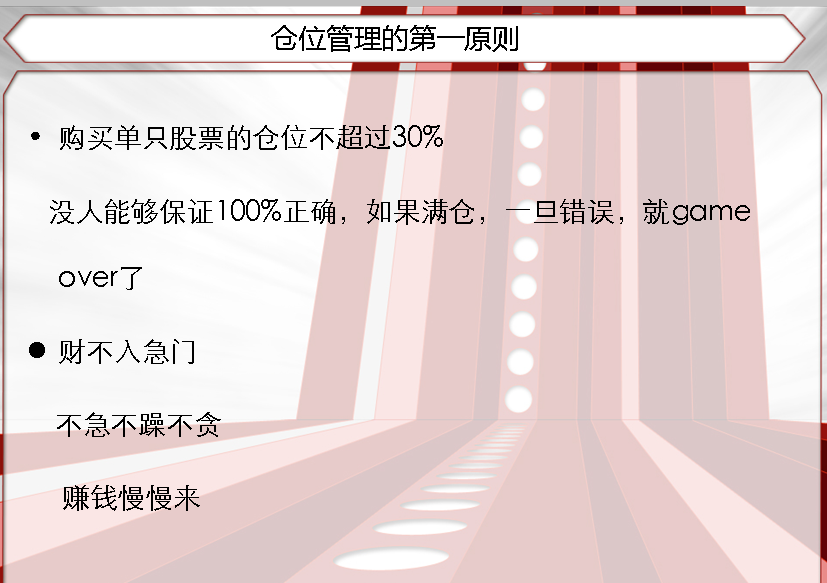 仓位管理的第一原则
• 购买单只股票的仓位不超过30%
没人能够保证100%正确，如果满仓，一旦错误，就game
over了
● 财不入急门
不急不躁不贪
赚钱慢慢来